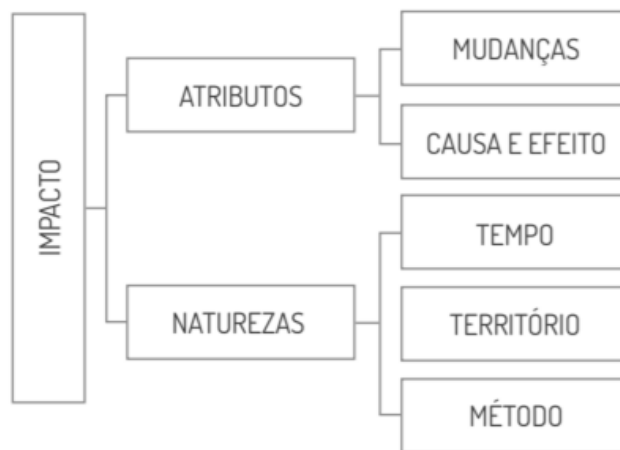 IMPACTO
ATRIBUTOS
MUDANÇAS
CAUSA E EFEITO
NATUREZAS
TEMPO
TERRITÓRIO
MÉTODO